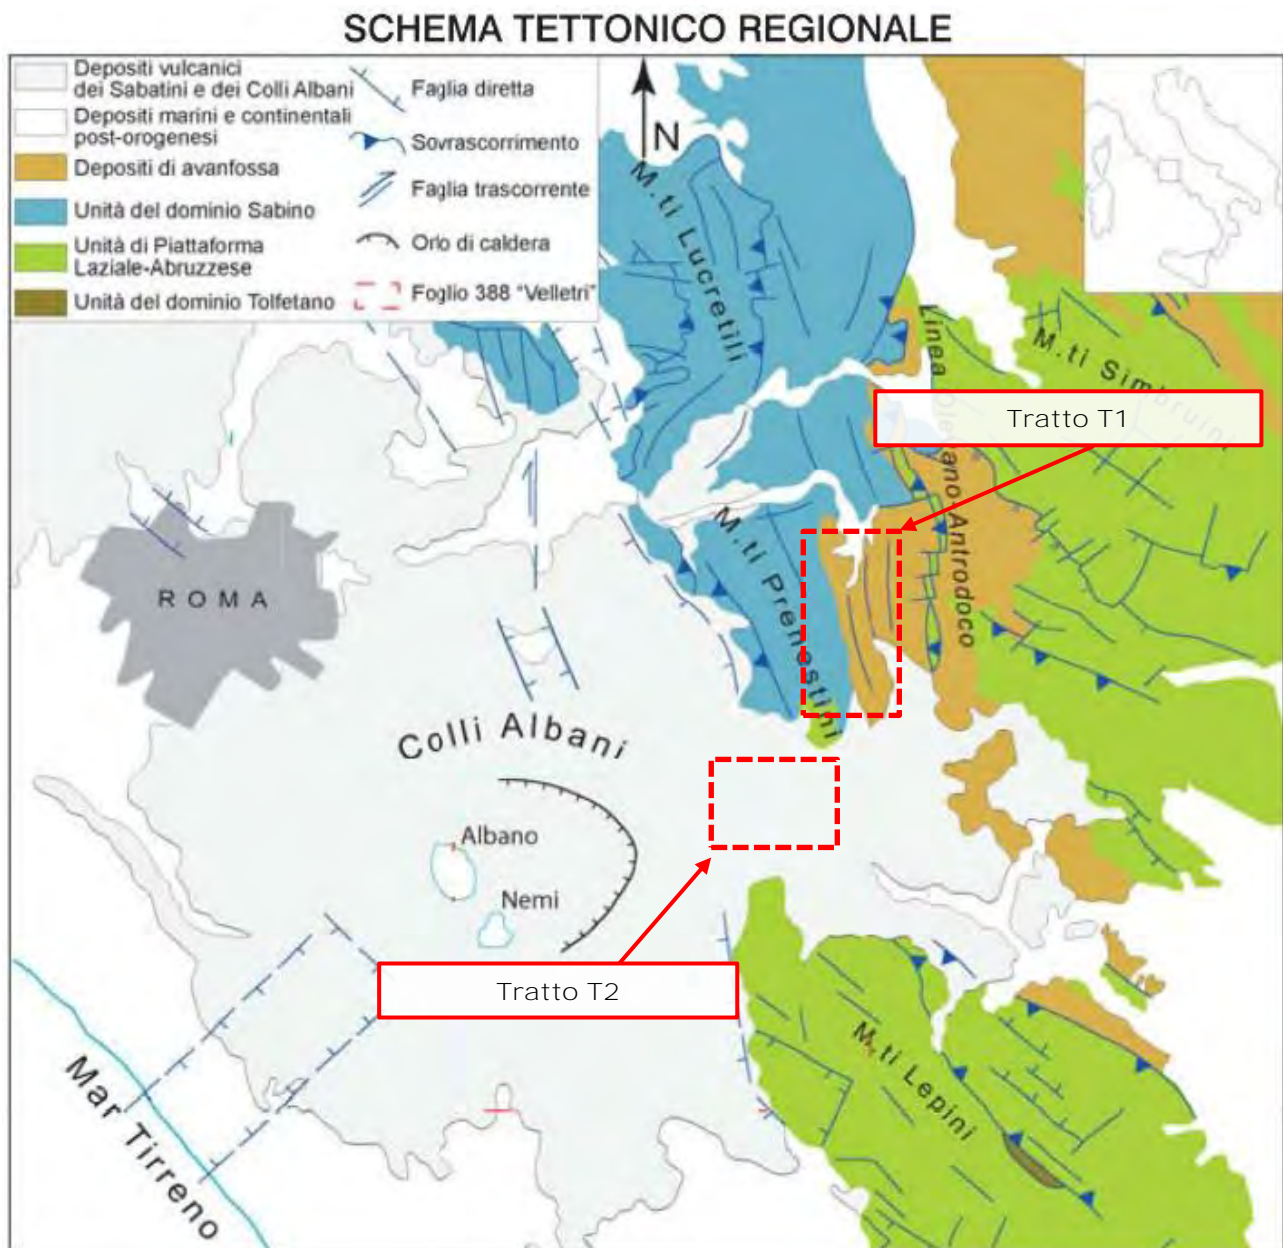 SCHEMA TETTONICO REGIONALE
Depositi vulcanici
dei Sabatini e dei Colli Albani
Depositi marini e continentali
post-orogenesi
Depositi di avanfossa
Unità del dominio Sabino
Unità di Piattaforma
Laziale-Abruzzese
Unità del dominio Tolfetano
Faglia diretta
Sovrascorrimento
Faglia trascorrente
Orlo di caldera
Foglio 388 "Velletri"
N
M.ti Lucretili
Linea Olevano-Antrodoco
M.ti Simbruini
Tratto T1
ROMA
M.ti Prenestini
Colli Albani
Albano
Nemi
Tratto T2
M.ti Lepini
Mar Tirreno